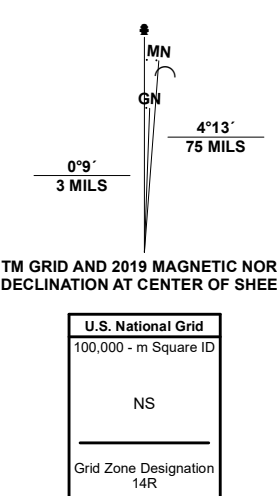 MN
GN
4°13´
75 MILS
0°9´
3 MILS
TM GRID AND 2019 MAGNETIC NOR
DECLINATION AT CENTER OF SHEE
U.S. National Grid
100,000 - m Square ID
NS
Grid Zone Designation
14R